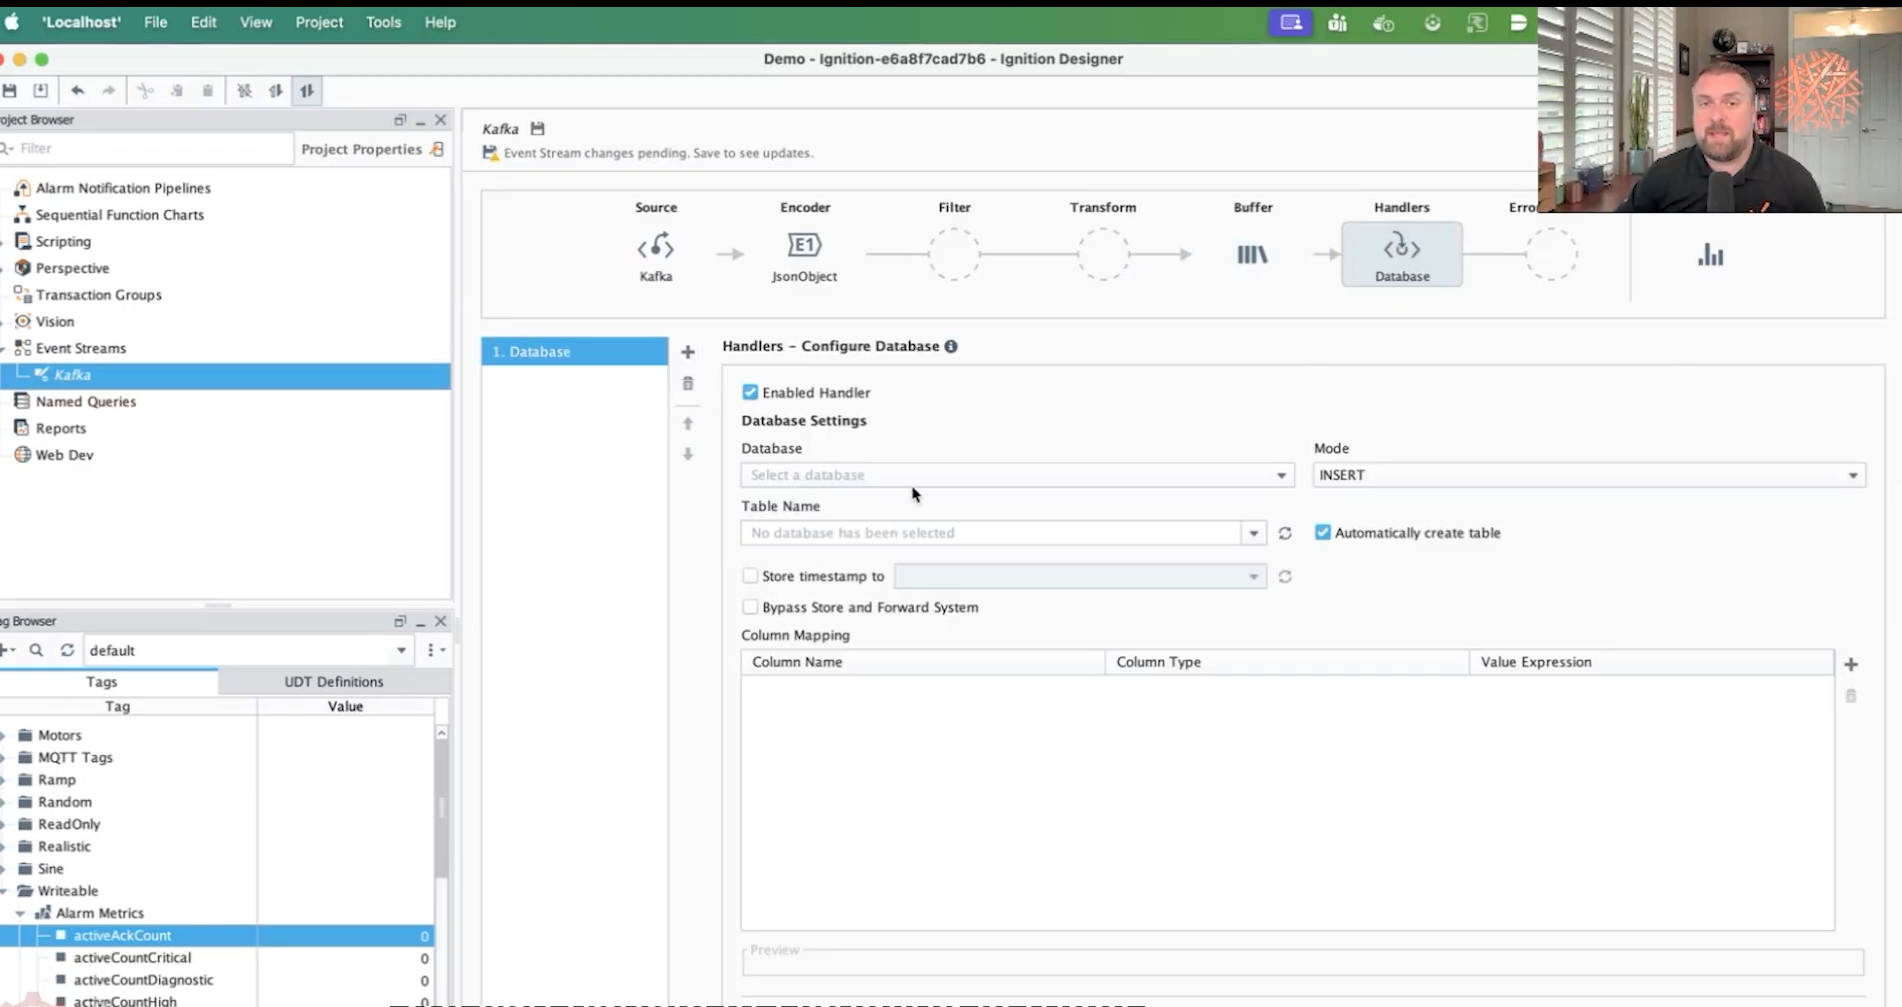 'Localhost' File Edit View Project Tools Help
Demo - Ignition-e6a8f7cad7b6 - Ignition Designer
oject Browser
Filter
Project Properties
Alarm Notification Pipelines
Sequential Function Charts
Scripting
Perspective
Transaction Groups
Vision
Event Streams
Kafka
Named Queries
Reports
Web Dev
ag Browser
default
Tags UDT Definitions
Tag Value
Motors
MQTT Tags
Ramp
Random
ReadOnly
Realistic
Sine
Writeable
Alarm Metrics
activeAckCount 0
activeCountCritical 0
activeCountDiagnostic 0
activeCountHigh 0
Kafka
Event Stream changes pending. Save to see updates.
Source Encoder Filter Transform Buffer Handlers Erro
E1
Kafka JsonObject Database
1. Database
Handlers - Configure Database
Enabled Handler
Database Settings
Database Mode
Select a database INSERT
Table Name
No database has been selected Automatically create table
Store timestamp to
Bypass Store and Forward System
Column Mapping
Column Name Column Type Value Expression
Preview